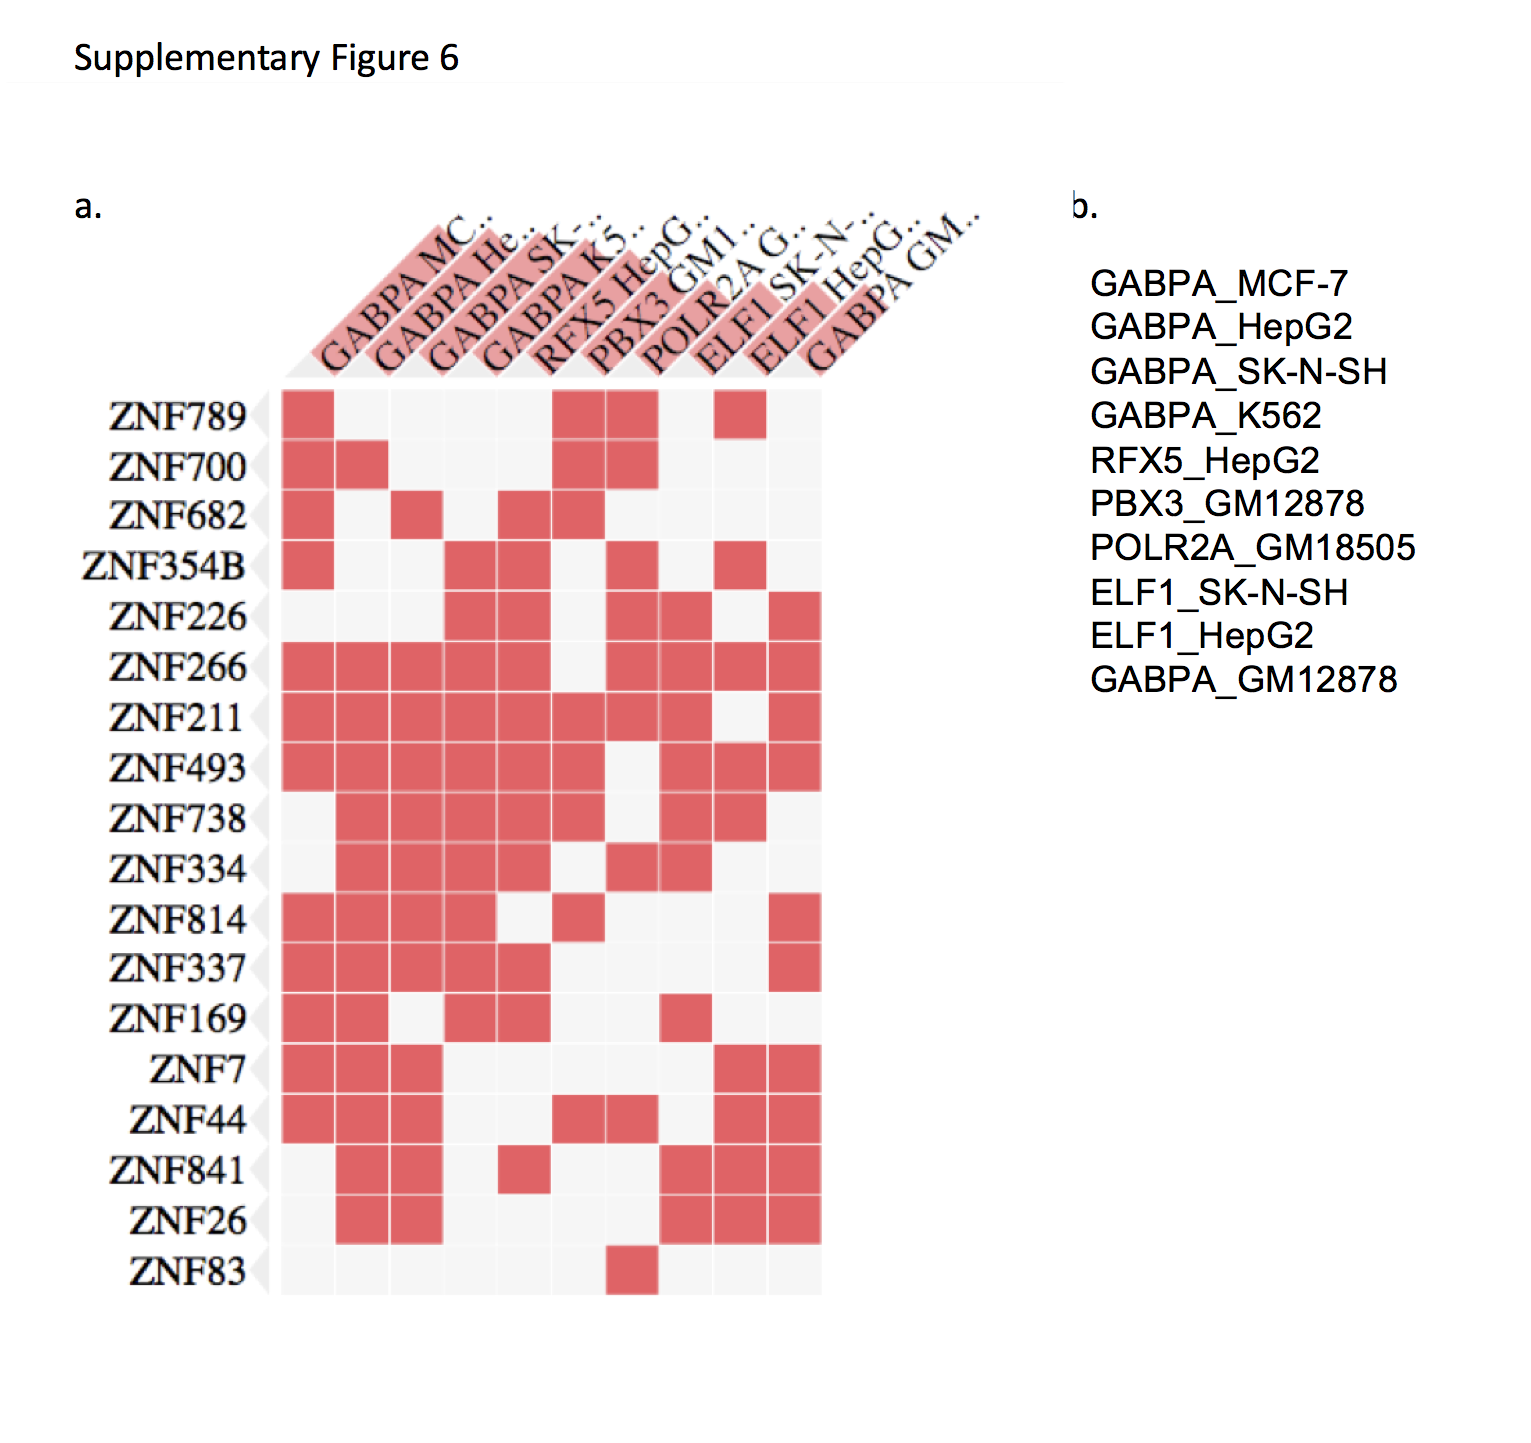 Supplementary Figure 6
a.
b.
GABPA MC..
GABPA He..
GABPA SK-..
GABPA K5..
RFX5 HepG..
PBX3 GM1..
POLR2A G..
ELF1 SK-N-..
ELF1 HepG..
GABPA GM..
ZNF789
ZNF700
ZNF682
ZNF354B
ZNF226
ZNF266
ZNF211
ZNF493
ZNF738
ZNF334
ZNF814
ZNF337
ZNF169
ZNF7
ZNF44
ZNF841
ZNF26
ZNF83
GABPA_MCF-7
GABPA_HepG2
GABPA_SK-N-SH
GABPA_K562
RFX5_HepG2
PBX3_GM12878
POLR2A_GM18505
ELF1_SK-N-SH
ELF1_HepG2
GABPA_GM12878